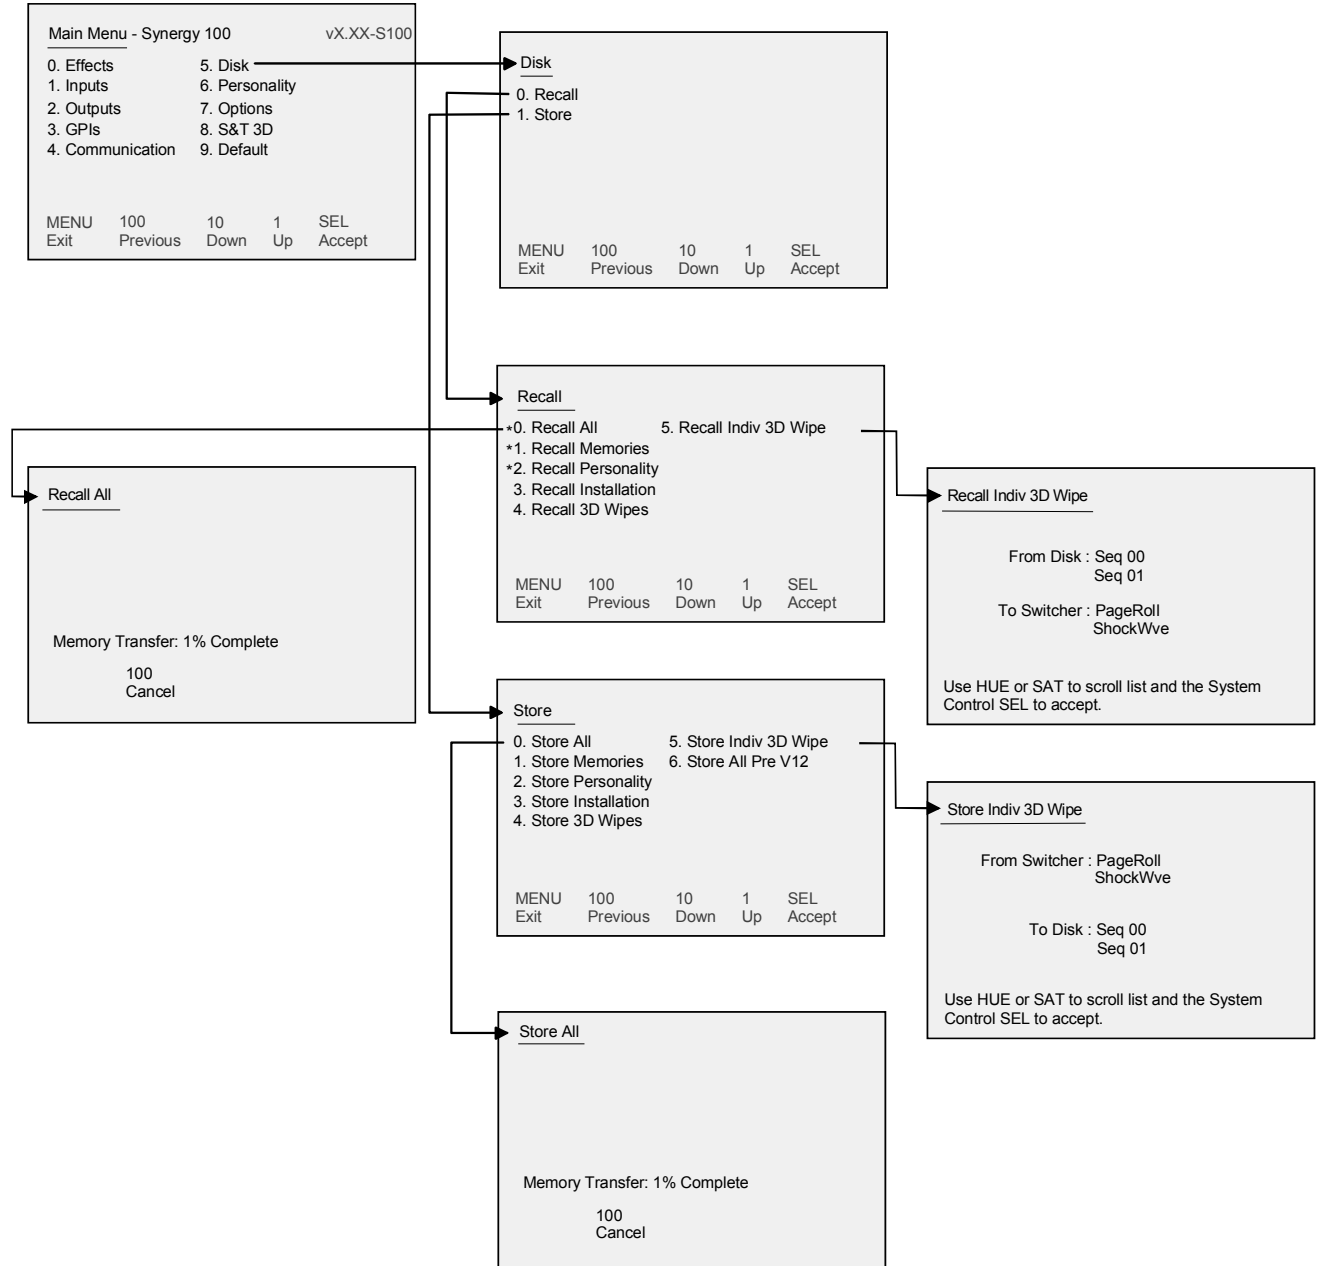 Main Menu - Synergy 100 vX.XX-S100
0. Effects 5. Disk
1. Inputs 6. Personality
2. Outputs 7. Options
3. GPIs 8. S&T 3D
4. Communication 9. Default
MENU 100 10 1 SEL
Exit Previous Down Up Accept
Disk
0. Recall
1. Store
MENU 100 10 1 SEL
Exit Previous Down Up Accept
Recall
*0. Recall All 5. Recall Indiv 3D Wipe
*1. Recall Memories
*2. Recall Personality
3. Recall Installation
4. Recall 3D Wipes
MENU 100 10 1 SEL
Exit Previous Down Up Accept
Recall All
Memory Transfer: 1% Complete
100
Cancel
Recall Indiv 3D Wipe
From Disk : Seq 00
Seq 01
To Switcher : PageRoll
ShockWve
Use HUE or SAT to scroll list and the System
Control SEL to accept.
Store
0. Store All 5. Store Indiv 3D Wipe
1. Store Memories 6. Store All Pre V12
2. Store Personality
3. Store Installation
4. Store 3D Wipes
MENU 100 10 1 SEL
Exit Previous Down Up Accept
Store Indiv 3D Wipe
From Switcher : PageRoll
ShockWve
To Disk : Seq 00
Seq 01
Use HUE or SAT to scroll list and the System
Control SEL to accept.
Store All
Memory Transfer: 1% Complete
100
Cancel